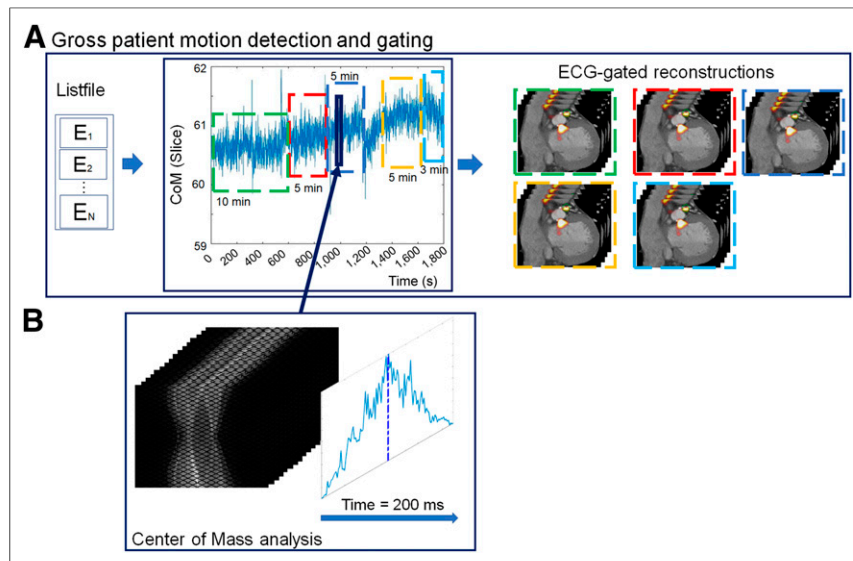 A Gross patient motion detection and gating
Listfile
E1
E2
⋮
EN
CoM (Slice)
62
61
60
59
0
200
400
600
800
1,000
1,200
1,400
1,600
1,800
Time (s)
10 min
5 min
5 min
5 min
3 min
ECG-gated reconstructions
B
Time = 200 ms
Center of Mass analysis